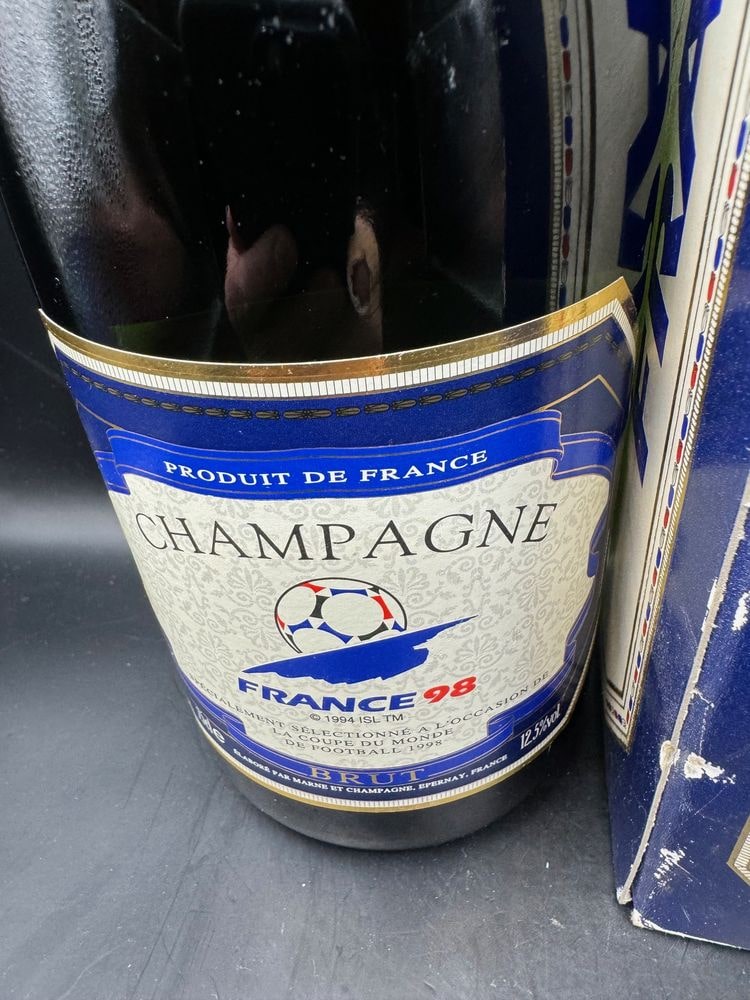 PRODUIT DE FRANCE
CHAMPAGNE
FRANCE 98
© 1994 ISL TM
SPÉCIALEMENT SÉLECTIONNÉ A L'OCCASION DE
LA COUPE DU MONDE
DE FOOTBALL 1998
12.5%vol
BRUT
ÉLABORÉ PAR MARNE ET CHAMPAGNE, EPERNAY, FRANCE